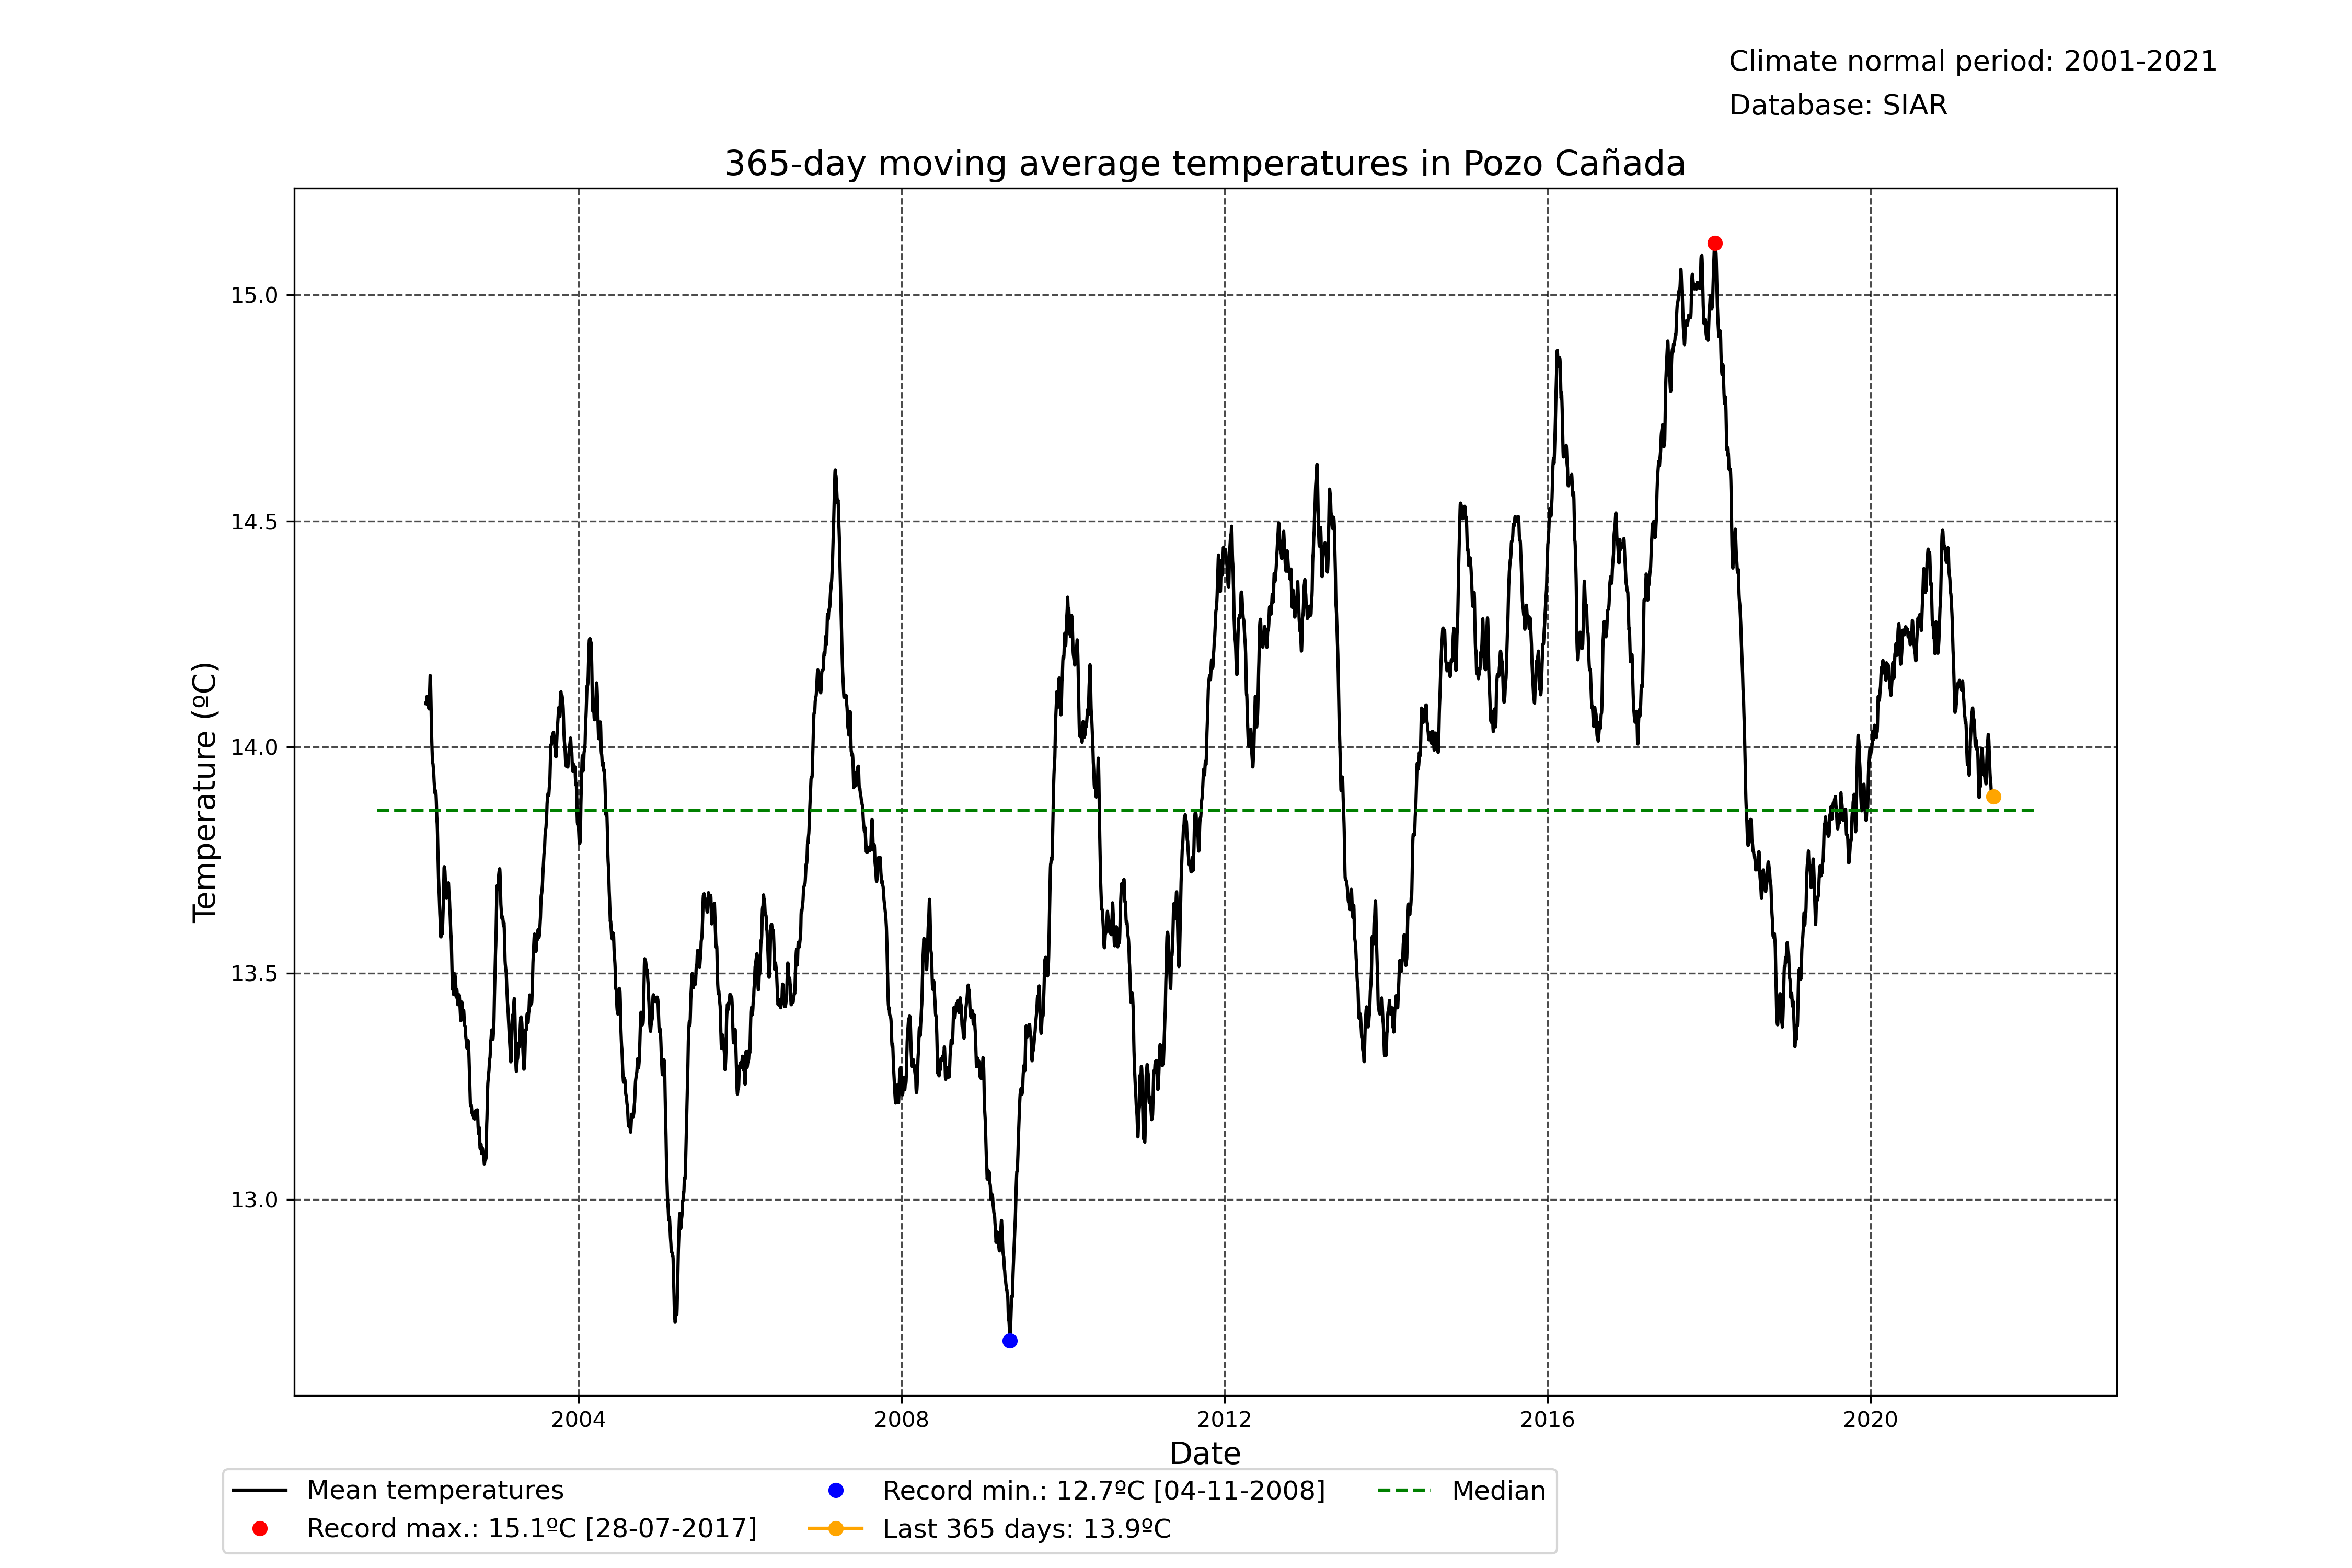 Climate normal period: 2001-2021
Database: SIAR
365-day moving average temperatures in Pozo Cañada
15.0
14.5
14.0
13.5
13.0
Temperature (ºC)
2004 2008 2012 2016 2020
Date
Mean temperatures
Record max.: 15.1ºC [28-07-2017]
Record min.: 12.7ºC [04-11-2008]
Last 365 days: 13.9ºC
Median